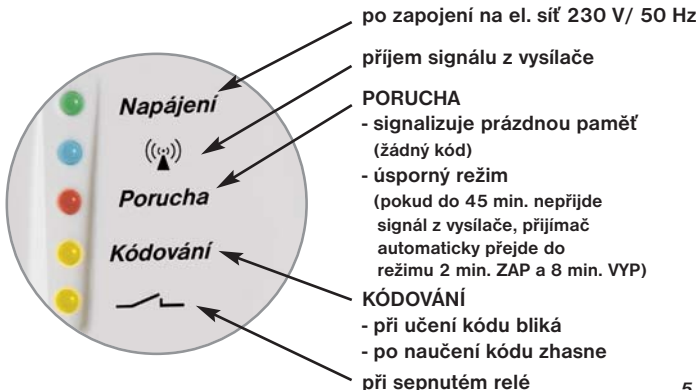 po zapojení na el. síť 230 V/ 50 Hz
příjem signálu z vysílače
Napájení
PORUCHA
- signalizuje prázdnou paměť
(žádný kód)
Porucha
- úsporný režim
(pokud do 45 min. nepřijde
signál z vysílače, přijímač
automaticky přejde do
režimu 2 min. ZAP a 8 min. VYP)
Kódování
KÓDOVÁNÍ
- při učení kódu bliká
- po naučení kódu zhasne
při sepnutém relé
5